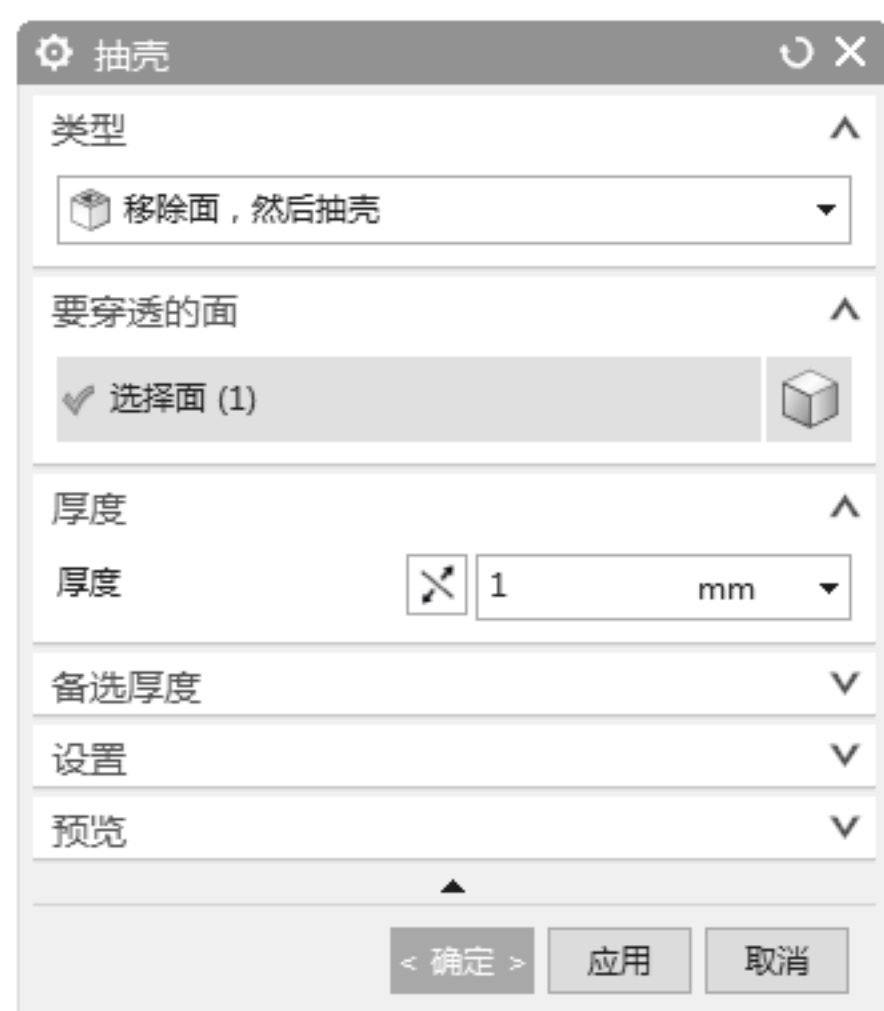 抽壳
类型
移除面，然后抽壳
要穿透的面
选择面 (1)
厚度
厚度 1 mm
备选厚度
设置
预览
< 确定 > 应用 取消